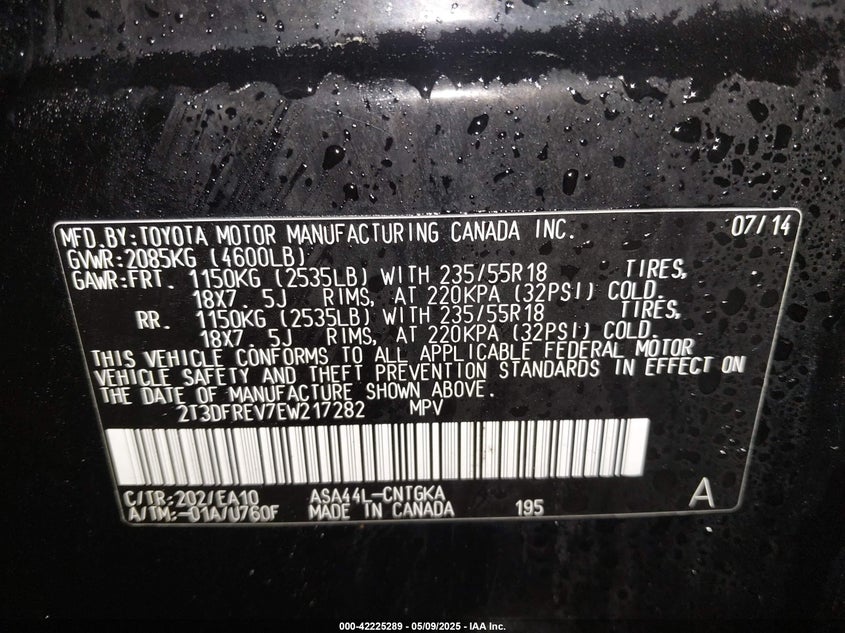 MFD.BY:TOYOTA MOTOR MANUFACTURING CANADA INC. 07/14
GVWR:2085KG (4600LB)
GAWR:FRT. 1150KG (2535LB) WITH 235/55R18 TIRES,
18X7. 5J RIMS, AT 220KPA (32PSI) COLD.
RR. 1150KG (2535LB) WITH 235/55R18 TIRES,
18X7. 5J RIMS, AT 220KPA (32PSI) COLD.
THIS VEHICLE CONFORMS TO ALL APPLICABLE FEDERAL MOTOR
VEHICLE SAFETY AND THEFT PREVENTION STANDARDS IN EFFECT ON
THE DATE OF MANUFACTURE SHOWN ABOVE.
2T3DFREV7EW217282 MPV
C/TR:202/EA10 ASA44L-CNTGKA A
A/TM:-01A/U760F MADE IN CANADA 195
000-42225289 - 05/09/2025 - IAA Inc.